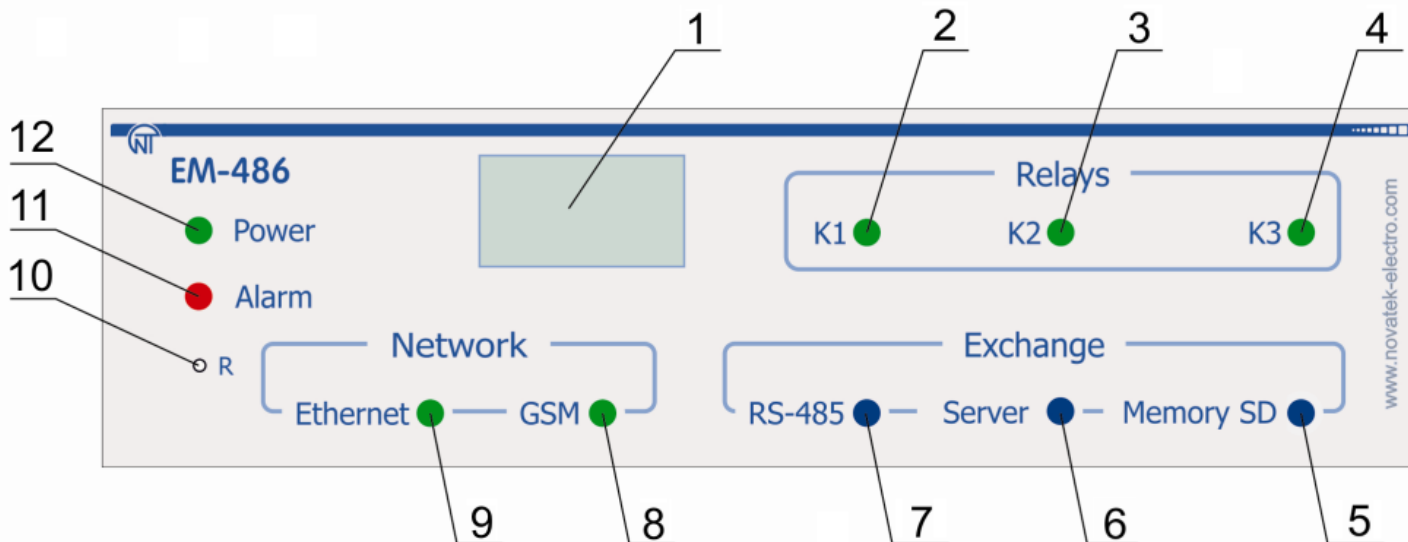 1 2 3 4
NT
EM-486
12
Power
11
Alarm
10
R
Relays
K1 K2 K3
Network
Ethernet GSM
Exchange
RS-485 Server Memory SD
www.novatek-electro.com
9 8 7 6 5